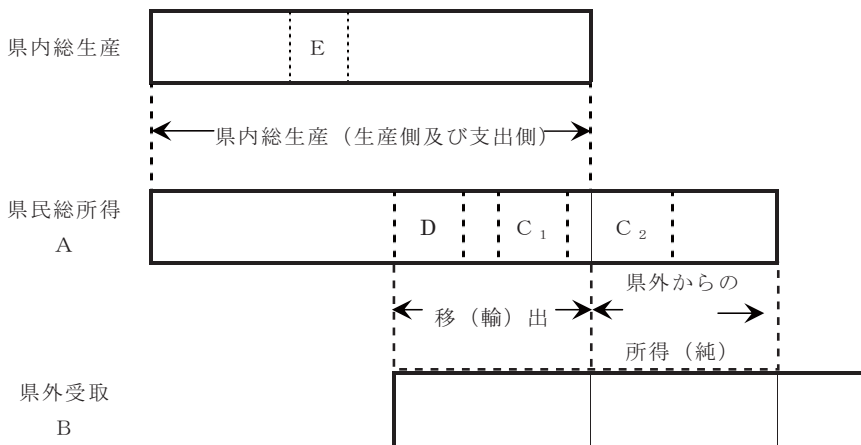 県内総生産
E
県内総生産（生産側及び支出側）
県民総所得
A
D
C₁
C₂
移（輸）出
県外からの
所得（純）
県外受取
B